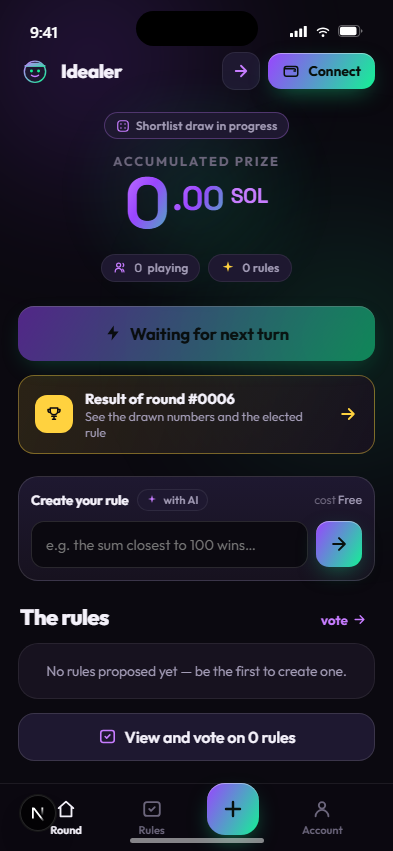 9:41
Idealer
Connect
Shortlist draw in progress
ACCUMULATED PRIZE
0.00 SOL
0 playing
0 rules
Waiting for next turn
Result of round #0006
See the drawn numbers and the elected
rule
Create your rule
with AI
cost Free
e.g. the sum closest to 100 wins...
The rules
vote
No rules proposed yet — be the first to create one.
View and vote on 0 rules
N
Round
Rules
Account